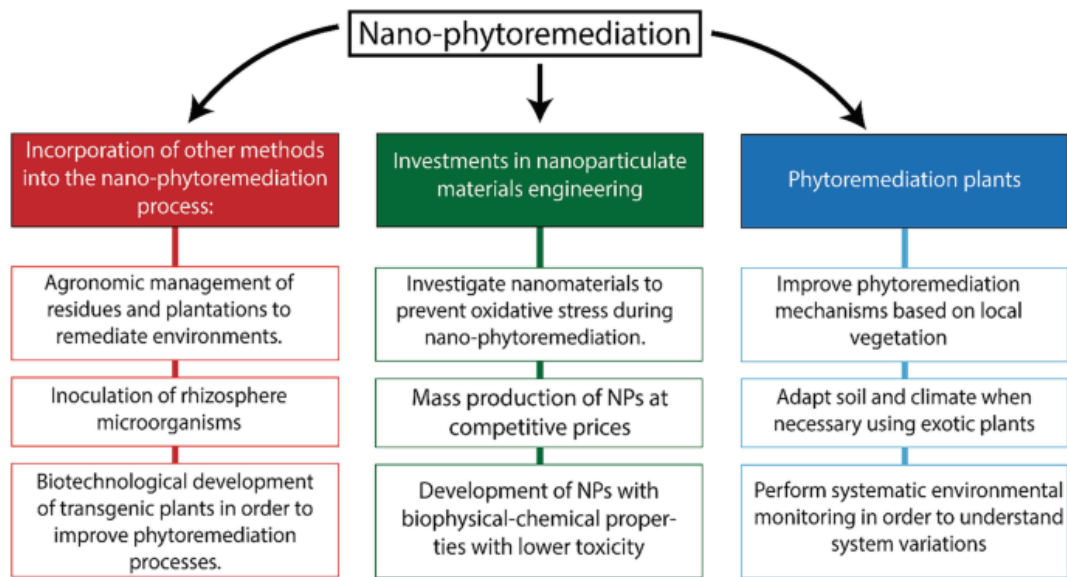 Nano-phytoremediation
Incorporation of other methods
into the nano-phytoremediation
process:
Agronomic management of
residues and plantations to
remediate environments.
Inoculation of rhizosphere
microorganisms
Biotechnological development
of transgenic plants in order to
improve phytoremediation
processes.
Investments in nanoparticulate
materials engineering
Investigate nanomaterials to
prevent oxidative stress during
nano-phytoremediation.
Mass production of NPs at
competitive prices
Development of NPs with
biophysical-chemical proper-
ties with lower toxicity
Phytoremediation plants
Improve phytoremediation
mechanisms based on local
vegetation
Adapt soil and climate when
necessary using exotic plants
Perform systematic environmental
monitoring in order to understand
system variations